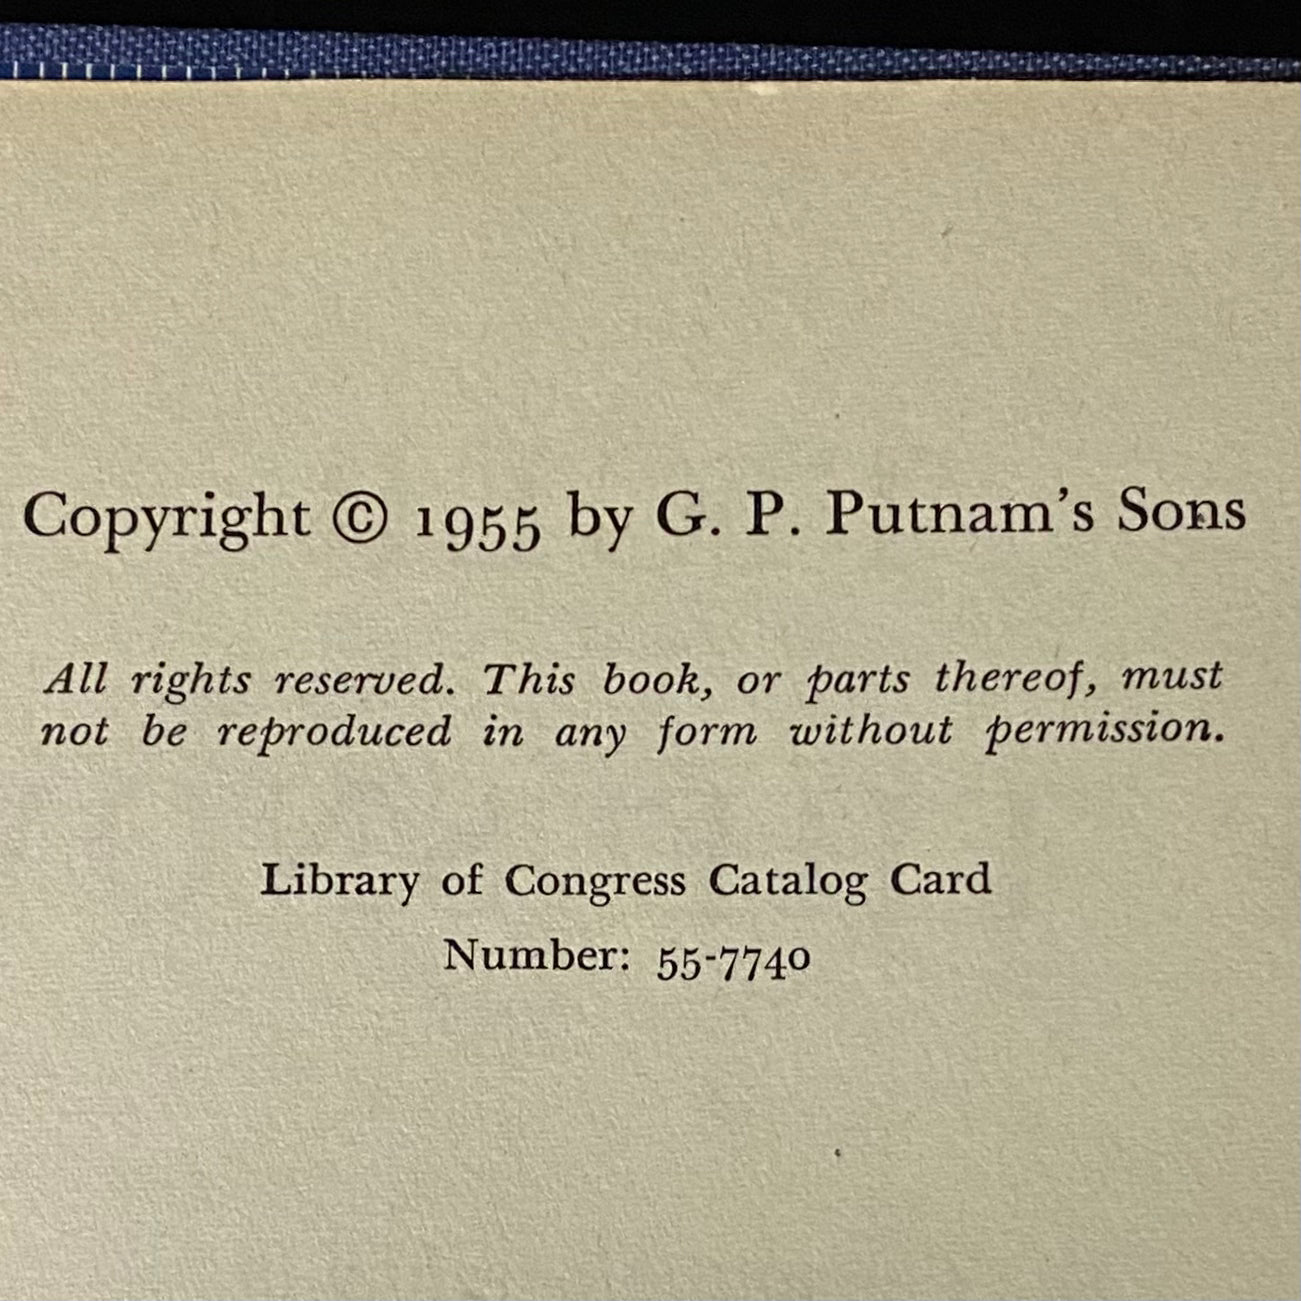 Copyright © 1955 by G. P. Putnam's Sons
All rights reserved. This book, or parts thereof, must
not be reproduced in any form without permission.
Library of Congress Catalog Card
Number: 55-7740